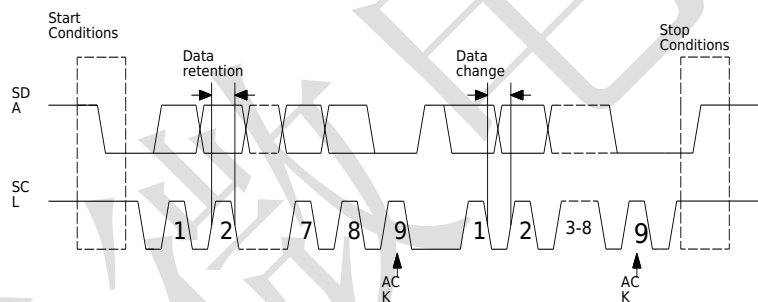 Start
Conditions
Data
retention
Data
change
Stop
Conditions
SD
A
SC
L
1
2
7
8
9
1
2
3-8
9
AC
K
AC
K